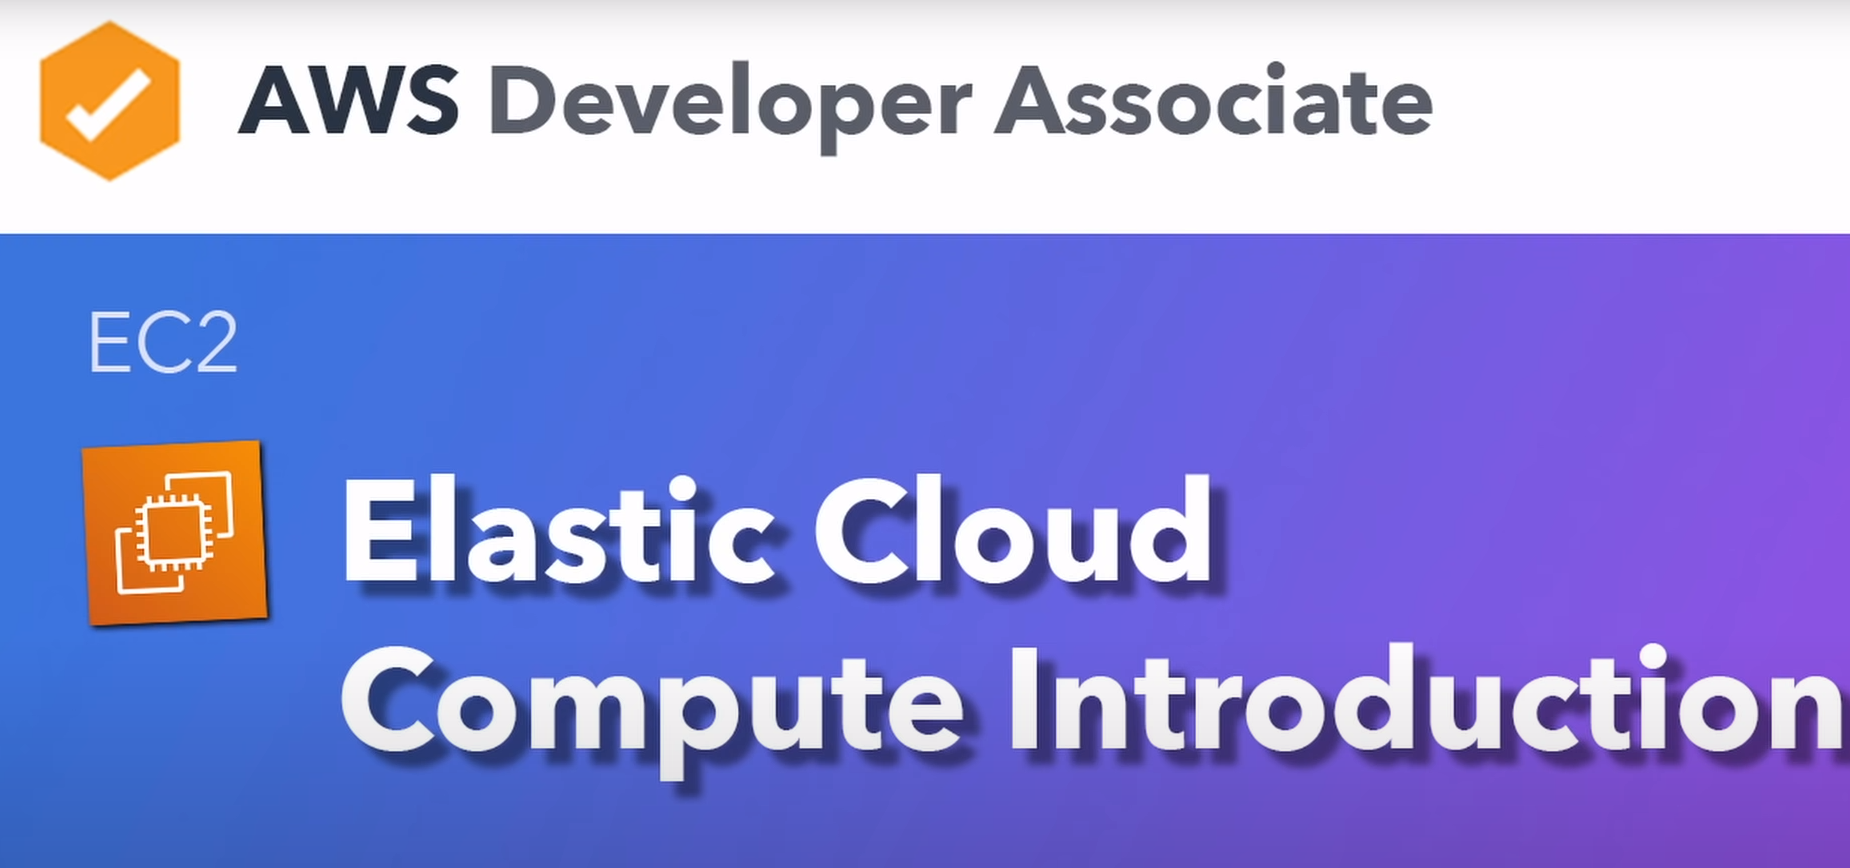 AWS Developer Associate
EC2
Elastic Cloud
Compute Introduction